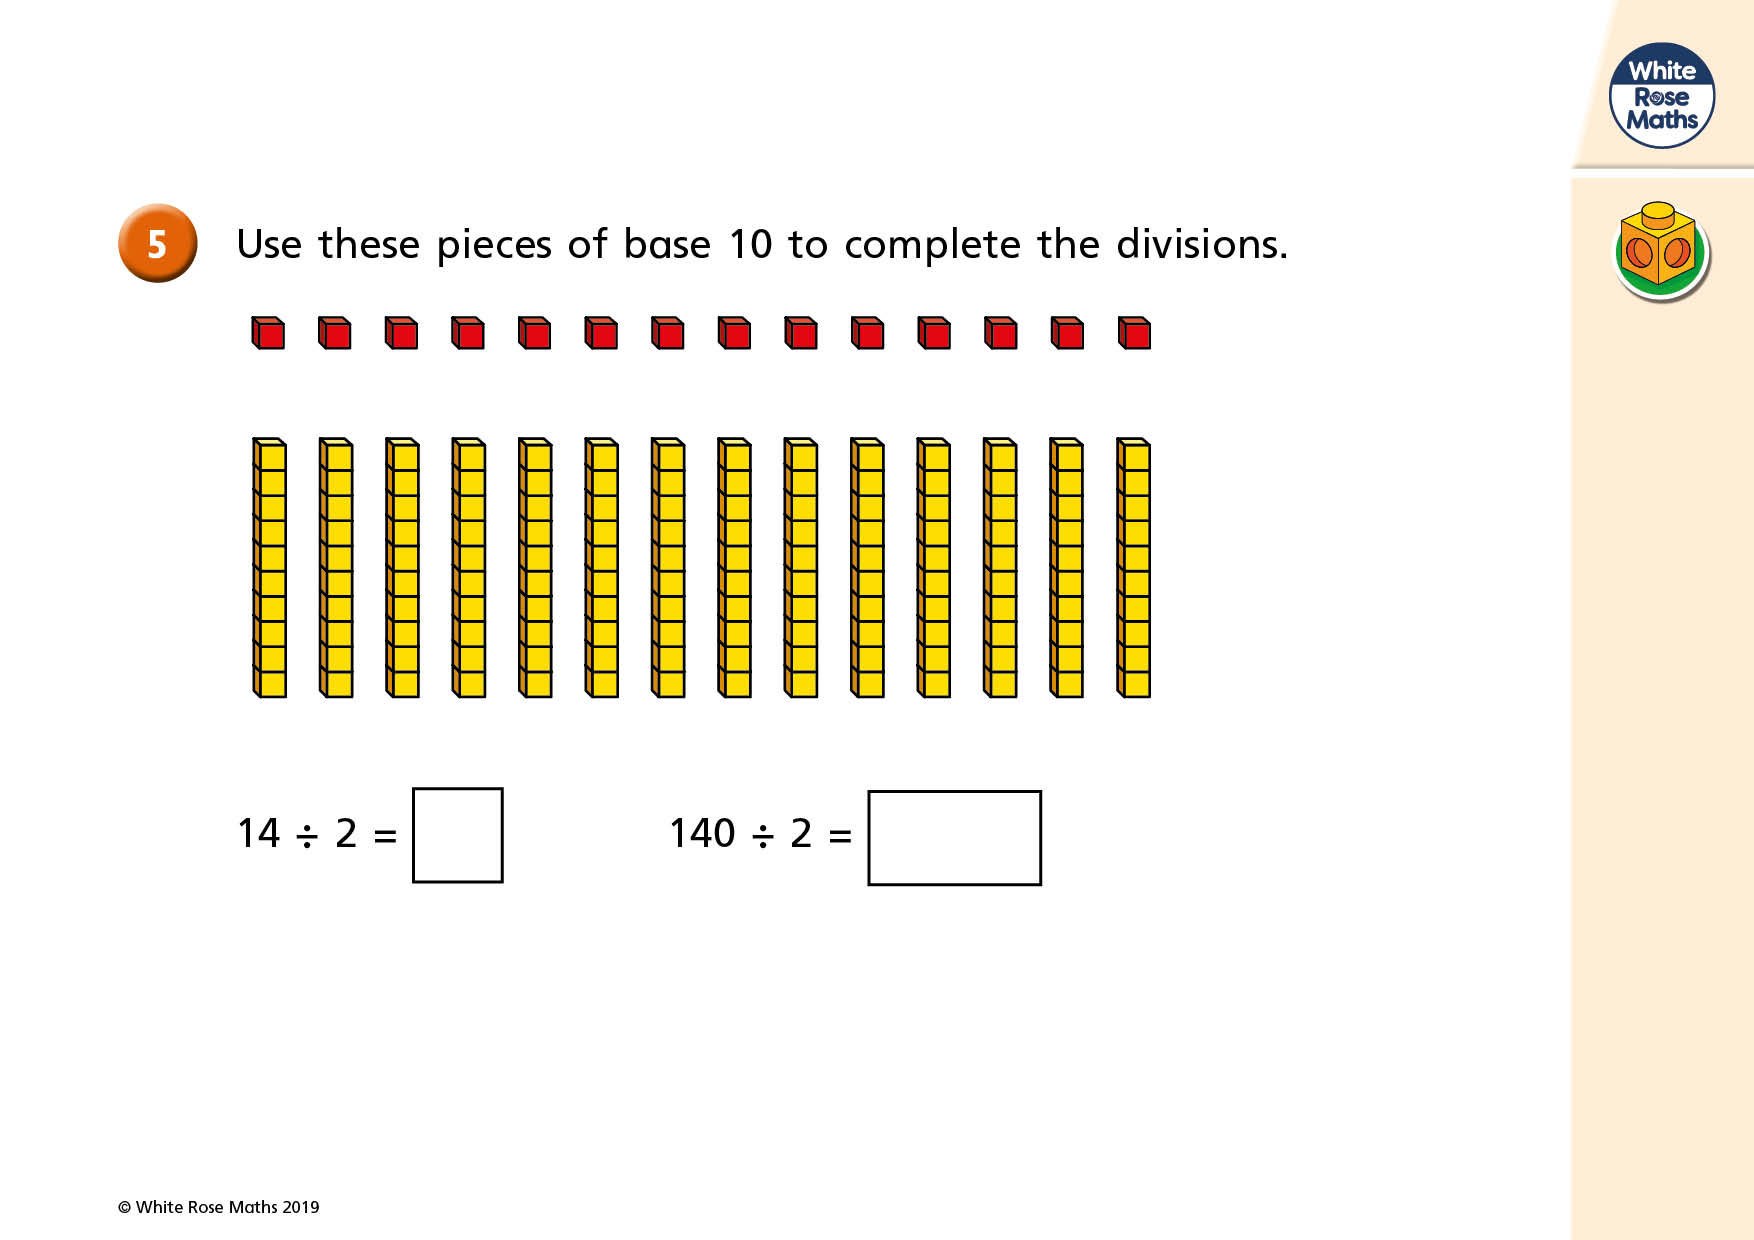 White
Rose
Maths
5 Use these pieces of base 10 to complete the divisions.
14 ÷ 2 =
140 ÷ 2 =
© White Rose Maths 2019